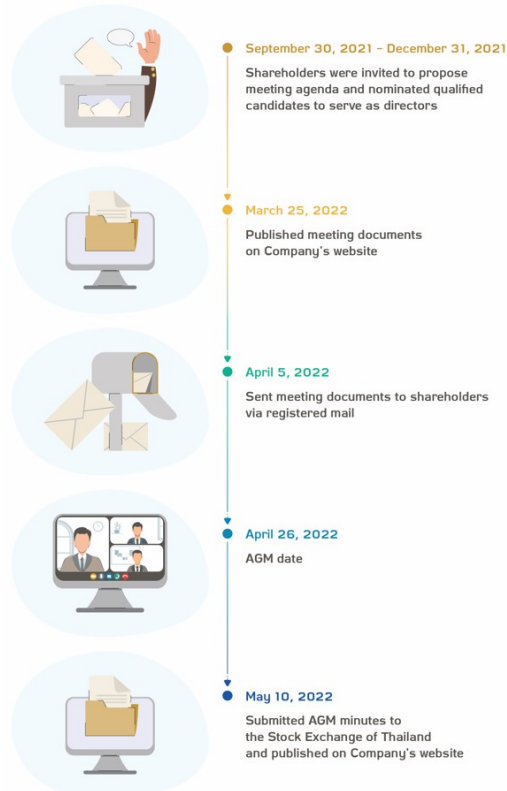 September 30, 2021 – December 31, 2021
Shareholders were invited to propose
meeting agenda and nominated qualified
candidates to serve as directors
March 25, 2022
Published meeting documents
on Company's website
April 5, 2022
Sent meeting documents to shareholders
via registered mail
April 26, 2022
AGM date
May 10, 2022
Submitted AGM minutes to
the Stock Exchange of Thailand
and published on Company's website